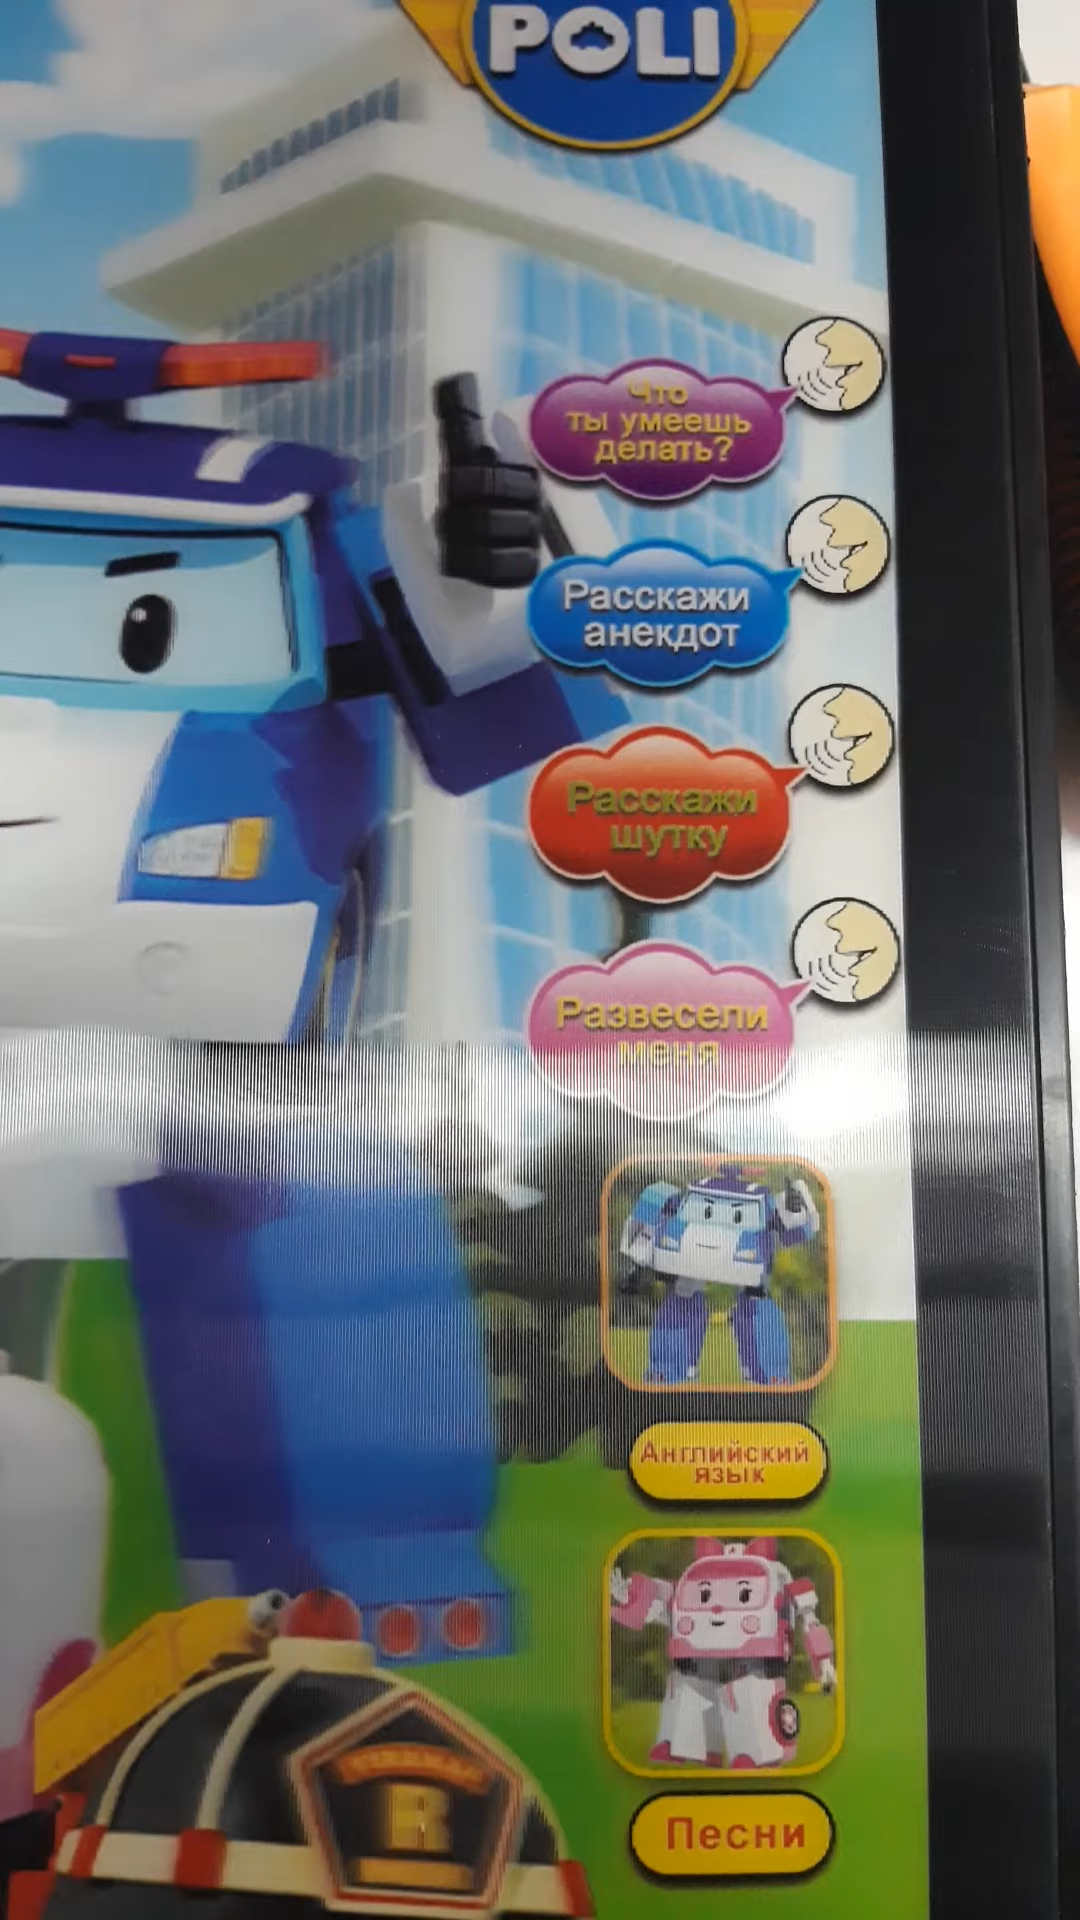 POLI
Что
ты умеешь
делать?
Расскажи
анекдот
Расскажи
шутку
Развесели
меня
Английский
язык
R
Песни